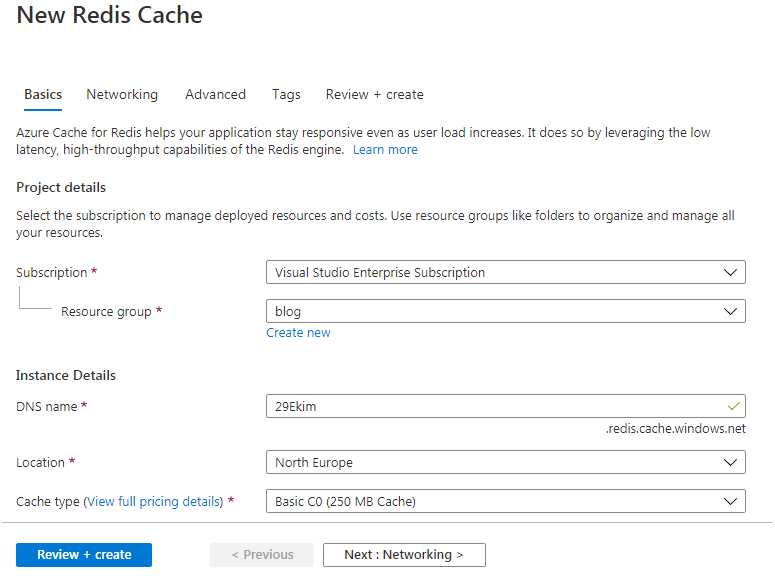 New Redis Cache
Basics Networking Advanced Tags Review + create
Azure Cache for Redis helps your application stay responsive even as user load increases. It does so by leveraging the low
latency, high-throughput capabilities of the Redis engine. Learn more
Project details
Select the subscription to manage deployed resources and costs. Use resource groups like folders to organize and manage all
your resources.
Subscription * Visual Studio Enterprise Subscription
Resource group * blog
Create new
Instance Details
DNS name * 29Ekim
.redis.cache.windows.net
Location * North Europe
Cache type (View full pricing details) * Basic C0 (250 MB Cache)
Review + create < Previous Next : Networking >